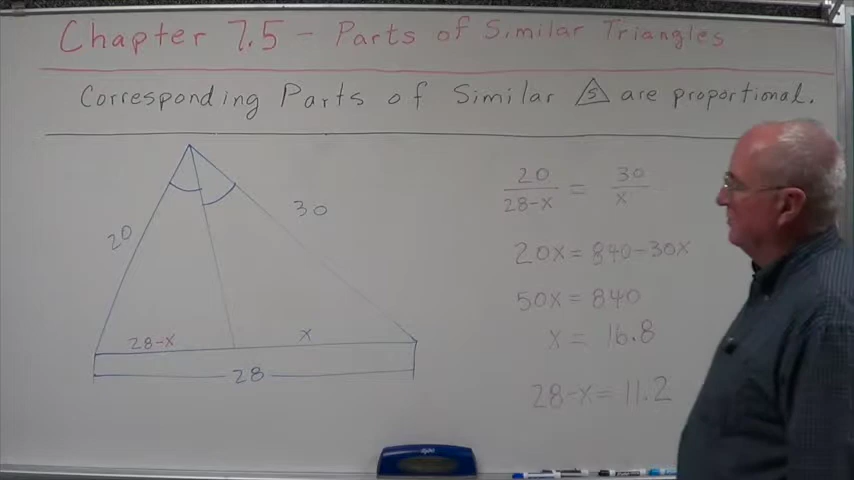 Chapter 7.5 - Parts of Similar Triangles
Corresponding Parts of Similar △s are proportional.
20
30
28-x
x
28
20/28-x = 30/x
20x = 840-30x
50x = 840
x = 16.8
28-x = 11.2